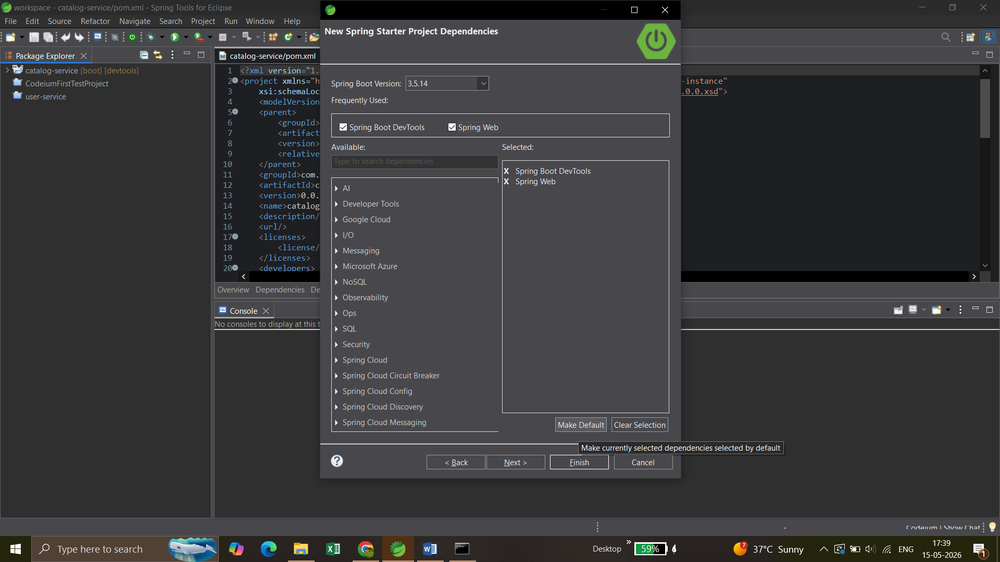 workspace - catalog-service/pom.xml - Spring Tools for Eclipse
File Edit Source Refactor Navigate Search Project Run Window Help
Package Explorer
catalog-service [boot] [devtools]
CodeiumFirstTestProject
user-service
catalog-service/pom.xml
1 <?xml version="1.
2 <project xmlns="h
-instance"
3 xsi:schemaLoc
.0.0.xsd">
4 <modelVersion
5 <parent>
6 <groupId>
7 <artifact
8 <version>
9 <relative
10 </parent>
11 <groupId>com.
12 <artifactId>c
13 <version>0.0.
14 <name>catalog
15 <description/
16 <url/>
17 <licenses>
18 <license/
19 </licenses>
20 <developers>
Overview Dependencies De
Console
No consoles to display at this t
New Spring Starter Project Dependencies
Spring Boot Version: 3.5.14
Frequently Used:
Spring Boot DevTools Spring Web
Available:
Selected:
Type to search dependencies
X Spring Boot DevTools
X Spring Web
AI
Developer Tools
Google Cloud
I/O
Messaging
Microsoft Azure
NoSQL
Observability
Ops
SQL
Security
Spring Cloud
Spring Cloud Circuit Breaker
Spring Cloud Config
Spring Cloud Discovery
Spring Cloud Messaging
Make Default Clear Selection
Make currently selected dependencies selected by default
< Back Next > Finish Cancel
Codeium | Show Chat
Type here to search
Desktop
59%
7
37°C Sunny
ENG
17:39
15-05-2026
1